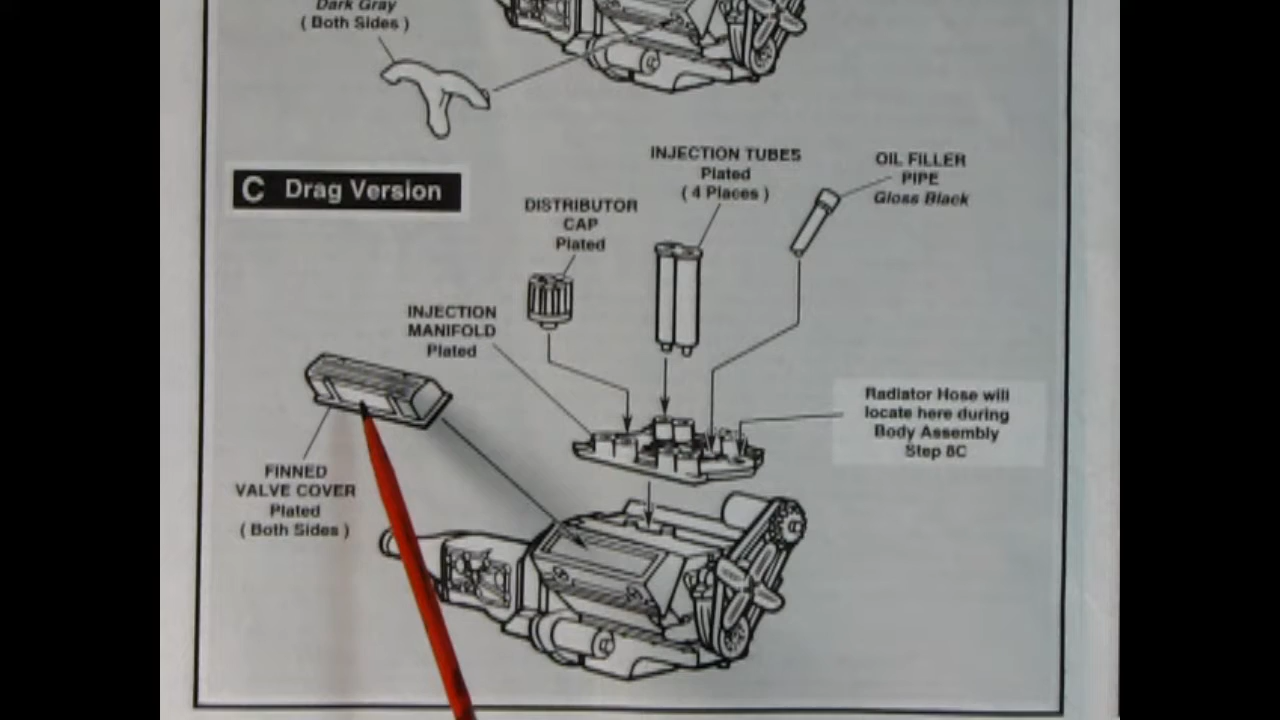 Dark Gray
( Both Sides )
C Drag Version
INJECTION TUBES
Plated
( 4 Places )
OIL FILLER
PIPE
Gloss Black
DISTRIBUTOR
CAP
Plated
INJECTION
MANIFOLD
Plated
Radiator Hose will
locate here during
Body Assembly
Step 8C
FINNED
VALVE COVER
Plated
( Both Sides )